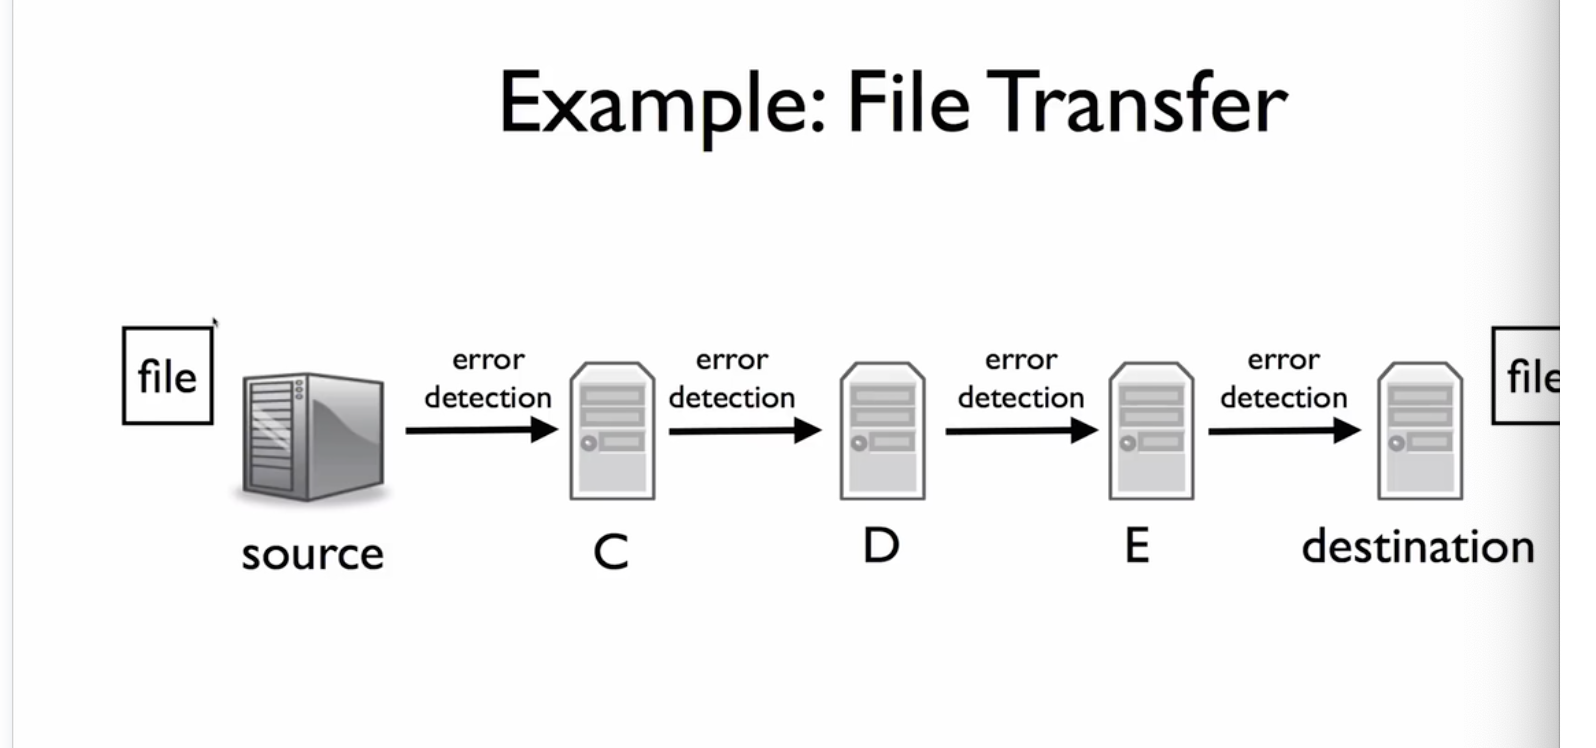 Example: File Transfer
file
error
detection
error
detection
error
detection
error
detection
file
source
C
D
E
destination